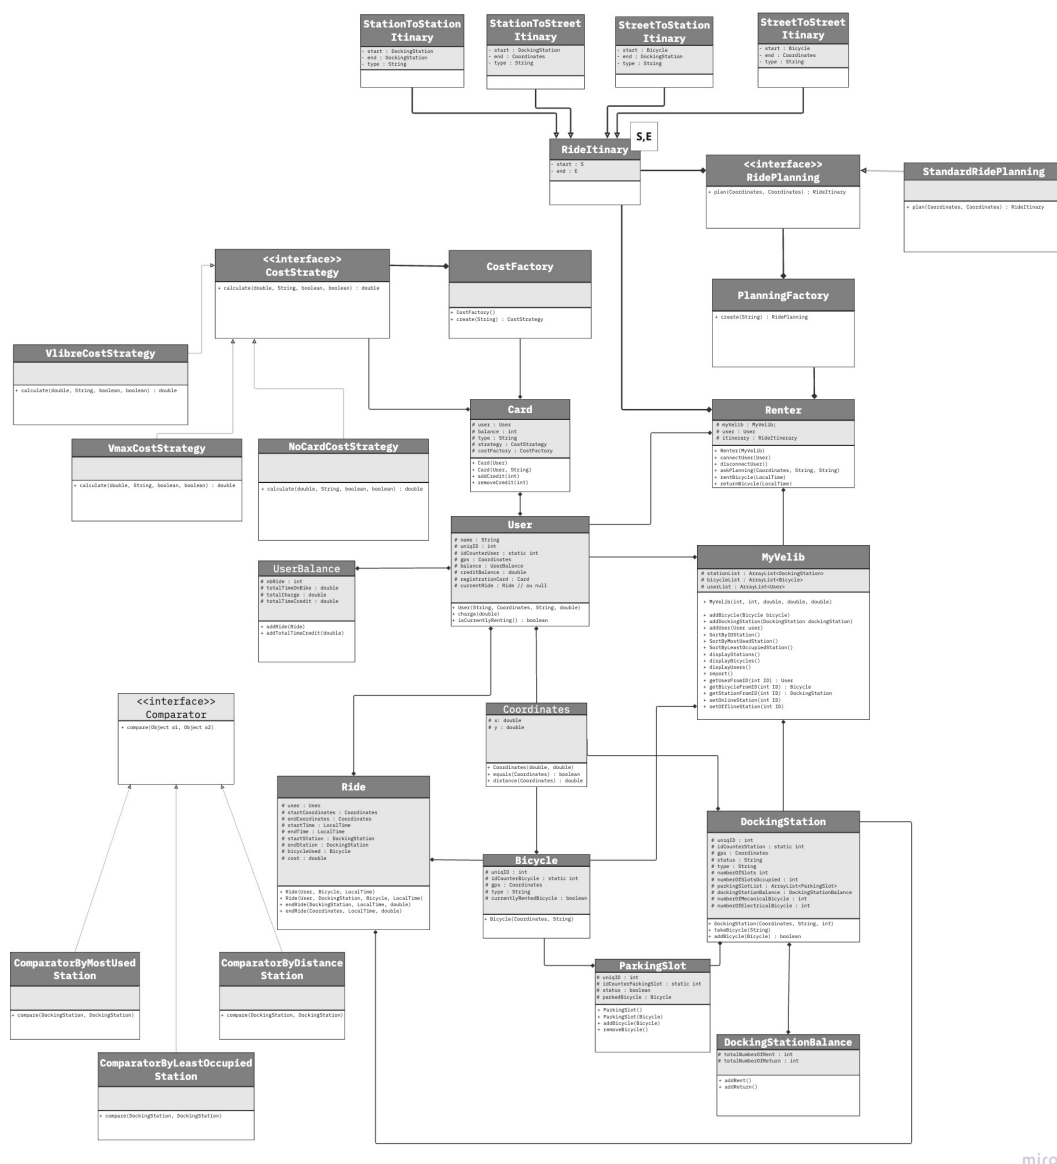 StationToStation
Itinary
- start : DockingStation
- end : DockingStation
- type : String
StationToStreet
Itinary
- start : DockingStation
- end : Coordinates
- type : String
StreetToStation
Itinary
- start : Bicycle
- end : DockingStation
- type : String
StreetToStreet
Itinary
- start : Bicycle
- end : Coordinates
- type : String
S,E
RideItinary
- start : S
- end : E
<<interface>>
RidePlanning
+ plan(Coordinates, Coordinates) : RideItinary
StandardRidePlanning
+ plan(Coordinates, Coordinates) : RideItinary
<<interface>>
CostStrategy
+ calculate(double, String, boolean, boolean) : double
CostFactory
+ CostFactory()
+ create(String) : CostStrategy
PlanningFactory
+ create(String) : RidePlanning
VlibreCostStrategy
+ calculate(double, String, boolean, boolean) : double
VmaxCostStrategy
+ calculate(double, String, boolean, boolean) : double
NoCardCostStrategy
+ calculate(double, String, boolean, boolean) : double
Card
# user : User
# balance : int
# type : String
# strategy : CostStrategy
# costFactory : CostFactory
+ Card(User)
+ Card(User, String)
+ addCredit(int)
+ removeCredit(int)
Renter
# myVelib : MyVelib;
# user : User
# itinerary : RideItinerary
+ Renter(MyVelib)
+ connectUser(User)
+ disconnectUser()
+ askPlanning(Coordinates, String, String)
+ rentBicycle(LocalTime)
+ returnBicycle(LocalTime)
User
# name : String
# uniqID : int
# idCounterUser : static int
# gps : Coordinates
# balance : UserBalance
# creditBalance : double
# registrationCard : Card
# currentRide : Ride // ou null
+ User(String, Coordinates, String, double)
+ charge(double)
+ isCurrentlyRenting() : boolean
UserBalance
# nbRide : int
# totalTimeOnBike : double
# totalCharge : double
# totalTimeCredit : double
+ addRide(Ride)
+ addTotalTimeCredit(double)
MyVelib
# stationList : ArrayList<DockingStation>
# bicycleList : ArrayList<Bicycle>
# userList : ArrayList<User>
+ MyVelib(int, int, double, double, double)
+ addBicycle(Bicycle bicycle)
+ addDockingStation(DockingStation dockingStation)
+ addUser(User user)
+ SortByIDStation()
+ SortByMostUsedStation()
+ SortByLeastOccupiedStation()
+ displayStations()
+ displayBicycles()
+ displayUsers()
+ report()
+ getUserFromID(int ID) : User
+ getBicycleFromID(int ID) : Bicycle
+ getStationFromID(int ID) : DockingStation
+ setOnlineStation(int ID)
+ setOfflineStation(int ID)
<<interface>>
Comparator
+ compare(Object o1, Object o2)
Coordinates
# x: double
# y : double
+ Coordinates(double, double)
+ equals(Coordinates) : boolean
+ distance(Coordinates) : double
Ride
# user : User
# startCoordinates : Coordinates
# endCoordinates : Coordinates
# startTime : LocalTime
# endTime : LocalTime
# startStation : DockingStation
# endStation : DockingStation
# bicycleUsed : Bicycle
# cost : double
+ Ride(User, Bicycle, LocalTime)
+ Ride(User, DockingStation, Bicycle, LocalTime)
+ endRide(DockingStation, LocalTime, double)
+ endRide(Coordinates, LocalTime, double)
Bicycle
# uniqID : int
# idCounterBicycle : static int
# gps : Coordinates
# type : String
# currentlyRentedBicycle : boolean
+ Bicycle(Coordinates, String)
DockingStation
# uniqID : int
# idCounterStation : static int
# gps : Coordinates
# status : String
# type : String
# numberOfSlots int
# numberOfSlotsOccupied : int
# parkingSlotList : ArrayList<ParkingSlot>
# dockingStationBalance : DockingStationBalance
# numberOfMecanicalBicycle : int
# numberOfElectricalBicycle : int
+ DockingStation(Coordinates, String, int)
+ takeBicycle(String)
+ addBicycle(Bicycle) : boolean
ComparatorByMostUsed
Station
+ compare(DockingStation, DockingStation)
ComparatorByDistance
Station
+ compare(DockingStation, DockingStation)
ComparatorByLeastOccupied
Station
+ compare(DockingStation, DockingStation)
ParkingSlot
# uniqID : int
# idCounterParkingSlot : static int
# status : boolean
# parkedBicycle : Bicycle
+ ParkingSlot()
+ ParkingSlot(Bicycle)
+ addBicycle(Bicycle)
+ removeBicycle()
DockingStationBalance
# totalNumberOfRent : int
# totalNumberOfReturn : int
+ addRent()
+ addReturn()
miro